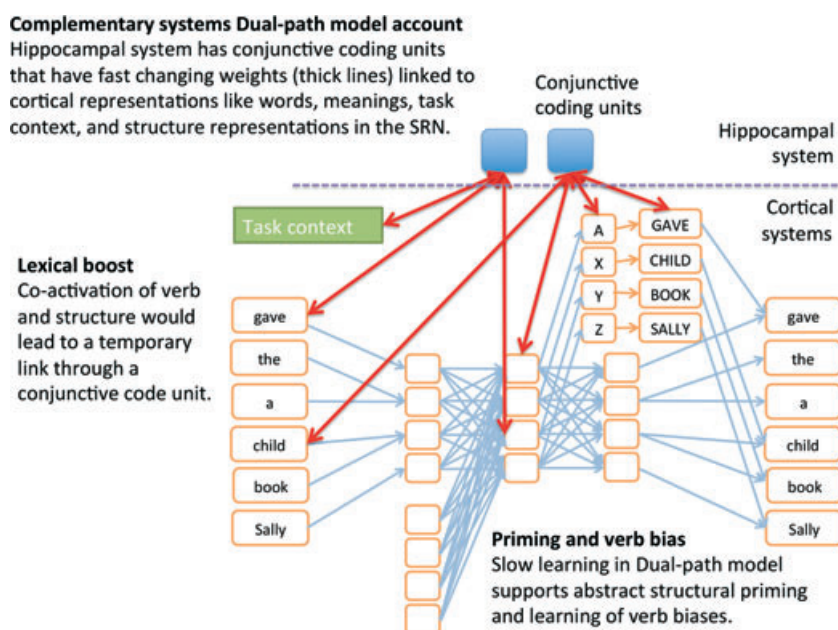 Complementary systems Dual-path model account
Hippocampal system has conjunctive coding units
that have fast changing weights (thick lines) linked to
cortical representations like words, meanings, task
context, and structure representations in the SRN.
Conjunctive
coding units
Hippocampal
system
Cortical
systems
Task context
Lexical boost
Co-activation of verb
and structure would
lead to a temporary
link through a
conjunctive code unit.
gave
the
a
child
book
Sally
A
GAVE
X
CHILD
Y
BOOK
Z
SALLY
gave
the
a
child
book
Sally
Priming and verb bias
Slow learning in Dual-path model
supports abstract structural priming
and learning of verb biases.